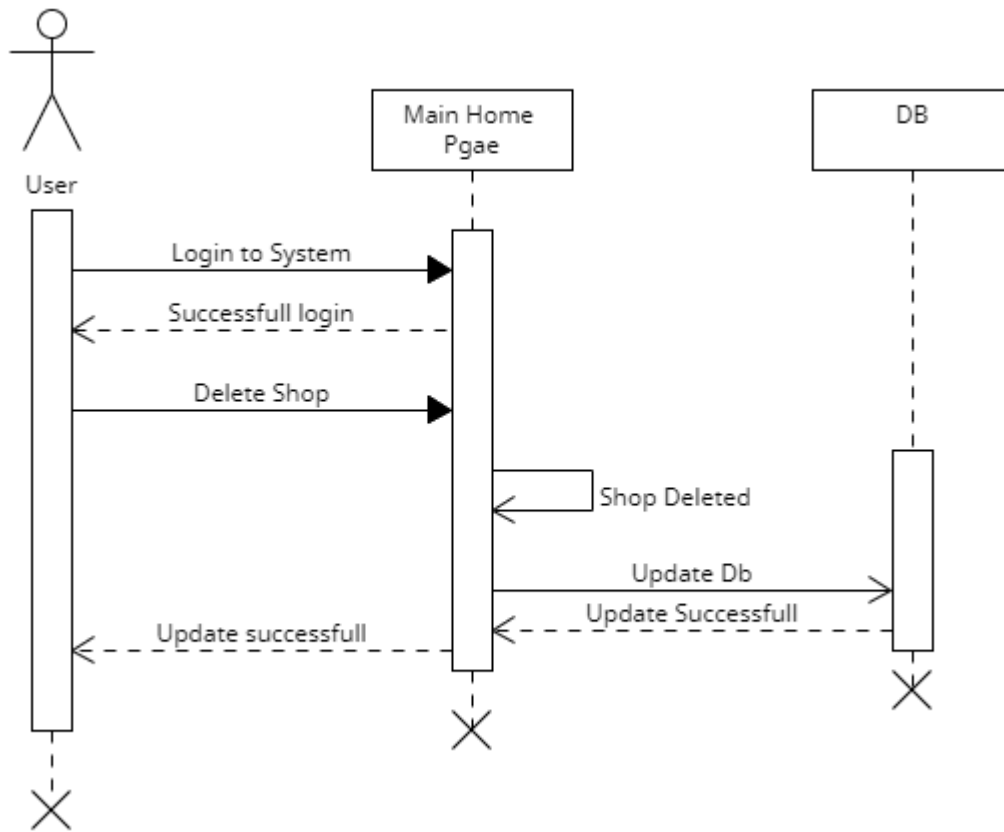 Main Home
Pgae
DB
User
Login to System
Successfull login
Delete Shop
Shop Deleted
Update Db
Update Successfull
Update successfull